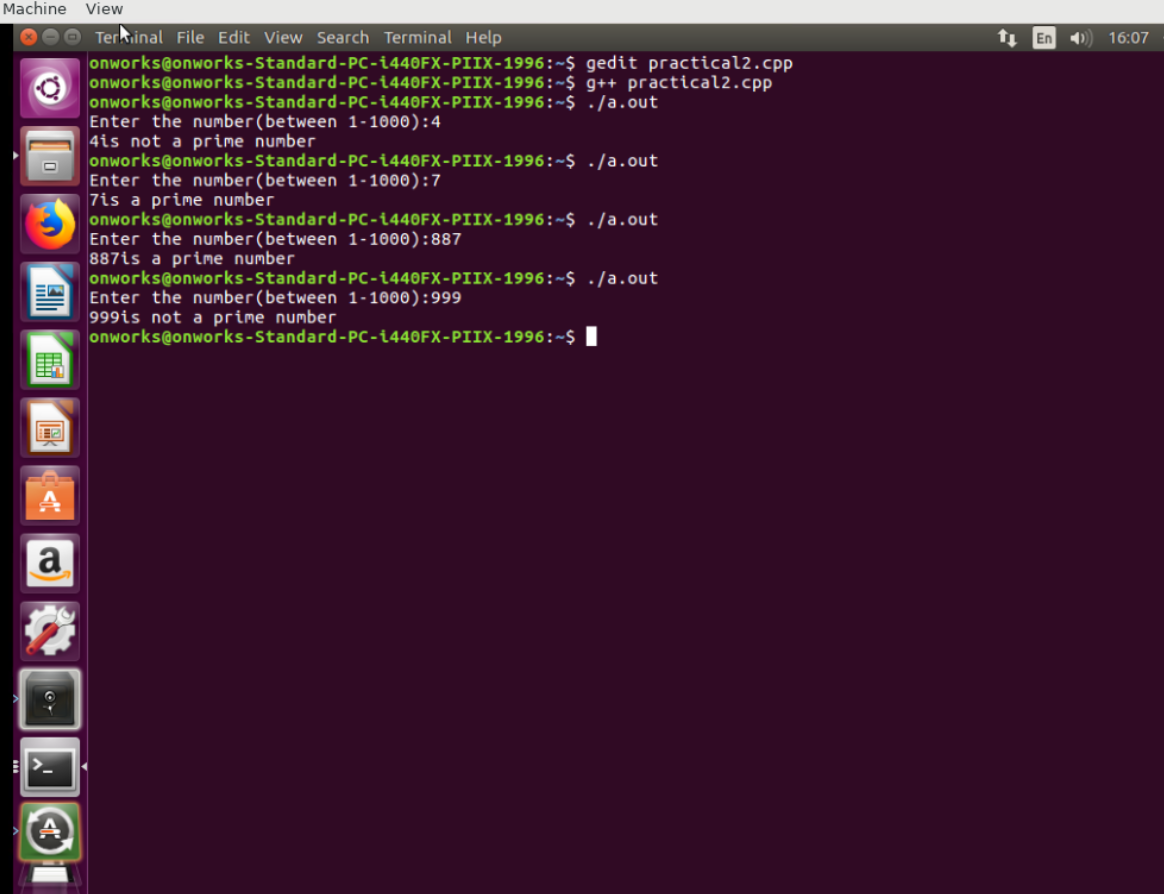 Machine View
Terminal File Edit View Search Terminal Help En 16:07
onworks@onworks-Standard-PC-i440FX-PIIX-1996:~$ gedit practical2.cpp
onworks@onworks-Standard-PC-i440FX-PIIX-1996:~$ g++ practical2.cpp
onworks@onworks-Standard-PC-i440FX-PIIX-1996:~$ ./a.out
Enter the number(between 1-1000):4
4is not a prime number
onworks@onworks-Standard-PC-i440FX-PIIX-1996:~$ ./a.out
Enter the number(between 1-1000):7
7is a prime number
onworks@onworks-Standard-PC-i440FX-PIIX-1996:~$ ./a.out
Enter the number(between 1-1000):887
887is a prime number
onworks@onworks-Standard-PC-i440FX-PIIX-1996:~$ ./a.out
Enter the number(between 1-1000):999
999is not a prime number
onworks@onworks-Standard-PC-i440FX-PIIX-1996:~$